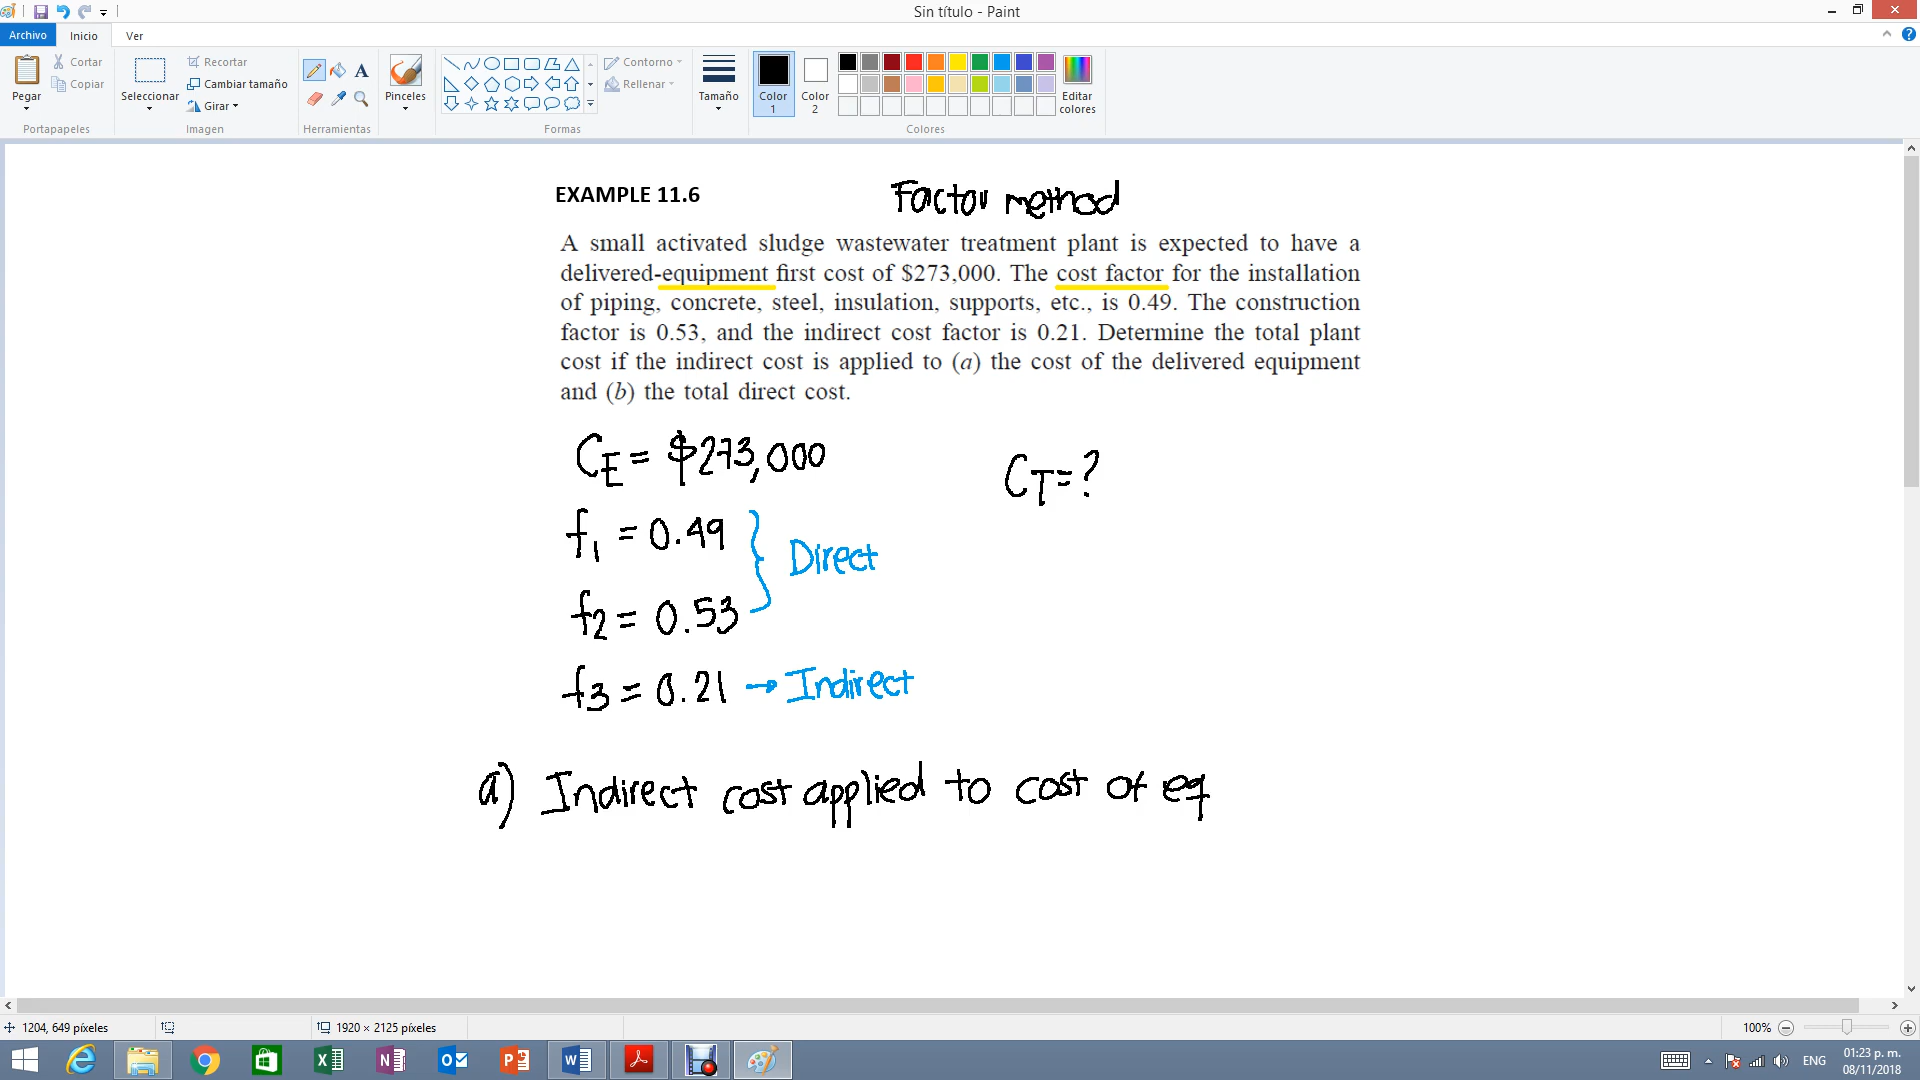 Sin título - Paint
Archivo Inicio Ver
Pegar
Cortar
Copiar
Portapapeles
Seleccionar
Recortar
Cambiar tamaño
Girar
Imagen
A
Herramientas
Pinceles
Contorno
Rellenar
Formas
Tamaño
Color 1
Color 2
Editar colores
Colores
EXAMPLE 11.6
Factor method
A small activated sludge wastewater treatment plant is expected to have a
delivered-equipment first cost of $273,000. The cost factor for the installation
of piping, concrete, steel, insulation, supports, etc., is 0.49. The construction
factor is 0.53, and the indirect cost factor is 0.21. Determine the total plant
cost if the indirect cost is applied to (a) the cost of the delivered equipment
and (b) the total direct cost.
CE = $273,000
CT = ?
f1 = 0.49
Direct
f2 = 0.53
f3 = 0.21 → Indirect
a) Indirect cost applied to cost of eq
1204, 649 píxeles
1920 × 2125 píxeles
100%
ENG
01:23 p. m.
08/11/2018